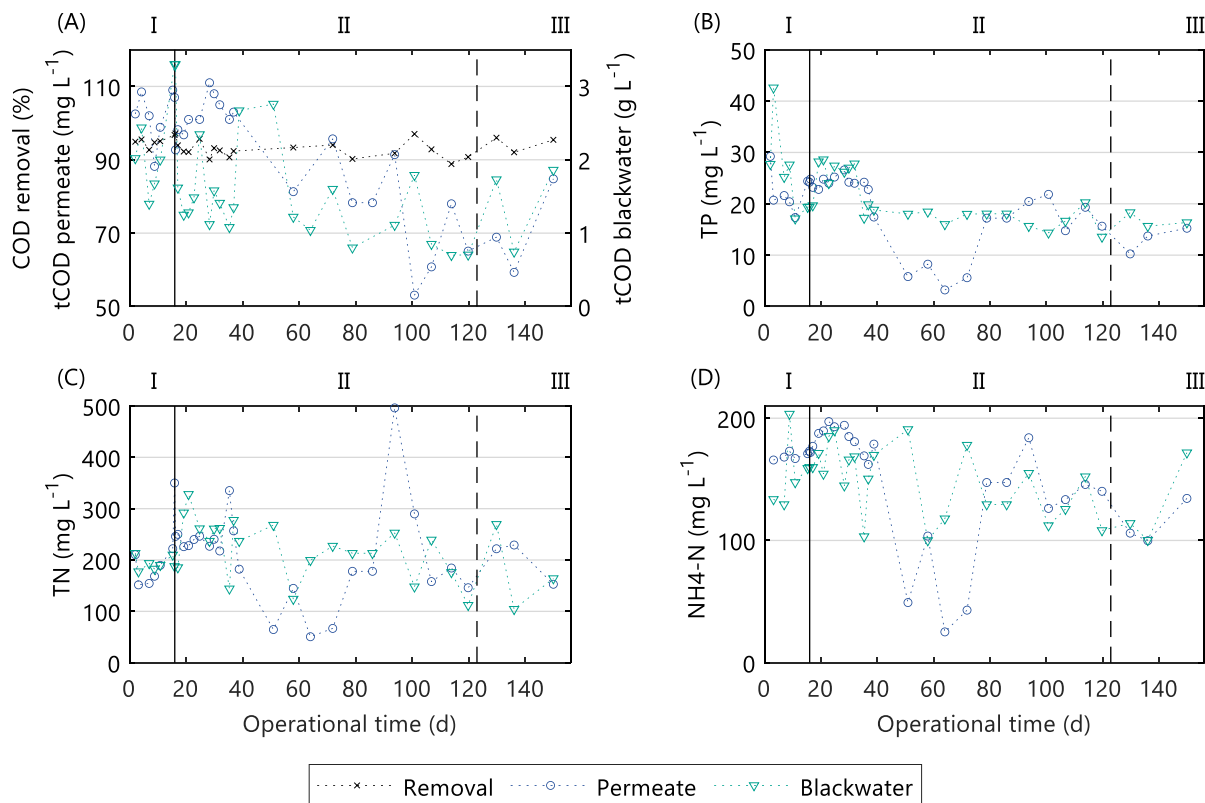 (A) I II III
COD removal (%)
tCOD permeate (mg L⁻¹)
110
90
70
50
3
2
1
0
tCOD blackwater (g L⁻¹)
0 20 40 60 80 100 120 140
(B) I II III
TP (mg L⁻¹)
50
40
30
20
10
0
0 20 40 60 80 100 120 140
(C) I II III
TN (mg L⁻¹)
500
400
300
200
100
0
0 20 40 60 80 100 120 140
Operational time (d)
(D) I II III
NH4-N (mg L⁻¹)
200
100
0
0 20 40 60 80 100 120 140
Operational time (d)
Removal Permeate Blackwater